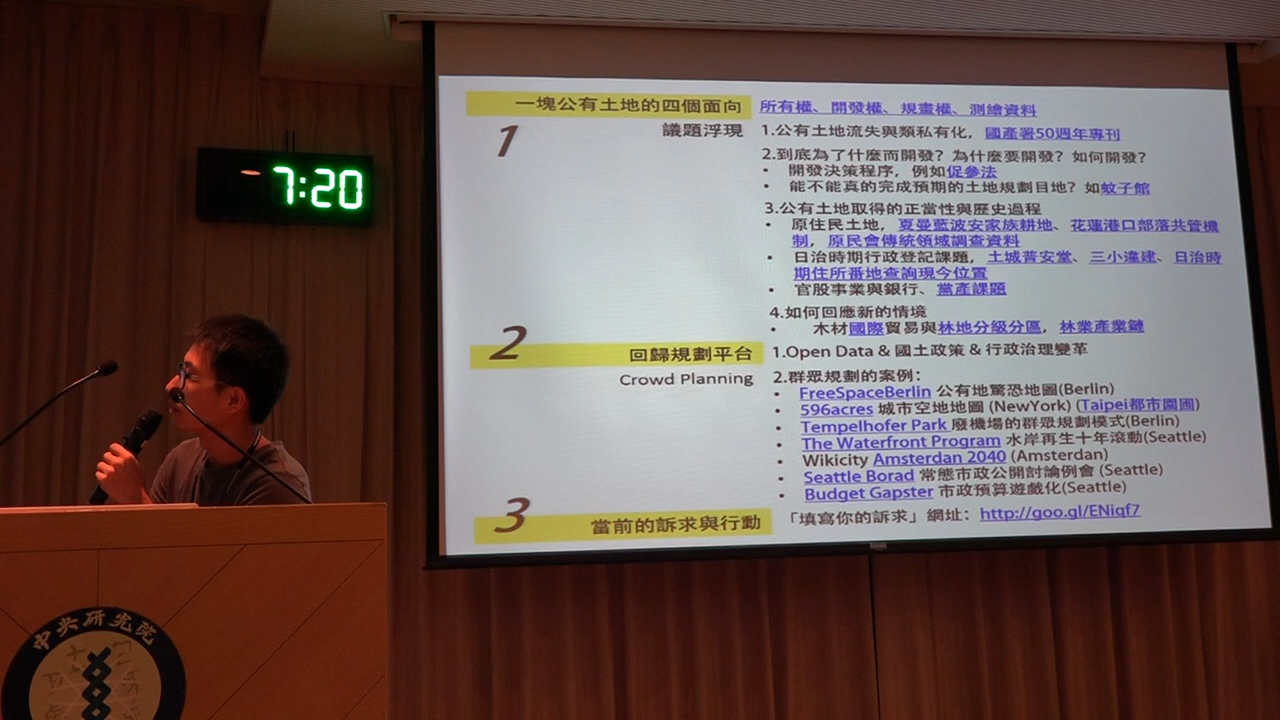 7:20
一塊公有土地的四個面向 所有權、開發權、規畫權、測繪資料
1 議題浮現 1.公有土地流失與類私有化，國產署50週年專刊
2.到底為了什麼而開發？為什麼要開發？如何開發？
• 開發決策程序，例如促參法
• 能不能真的完成預期的土地規劃目地？如蚊子館
3.公有土地取得的正當性與歷史過程
• 原住民土地，夏曼藍波安家族耕地、花蓮港口部落共管機
制，原民會傳統領域調查資料
• 日治時期行政登記課題，土城普安堂、三小違建、日治時
期住所番地查詢現今位置
• 官股事業與銀行、黨產課題
4.如何回應新的情境
• 木材國際貿易與林地分級分區，林業產業鏈
2 回歸規劃平台 1.Open Data & 國土政策 & 行政治理變革
Crowd Planning 2.群眾規劃的案例：
• FreeSpaceBerlin 公有地驚恐地圖(Berlin)
• 596acres 城市空地地圖 (NewYork) (Taipei都市園圃)
• Tempelhofer Park 廢機場的群眾規劃模式(Berlin)
• The Waterfront Program 水岸再生十年滾動(Seattle)
• Wikicity Amsterdan 2040 (Amsterdan)
• Seattle Borad 常態市政公開討論例會 (Seattle)
• Budget Gapster 市政預算遊戲化(Seattle)
3 當前的訴求與行動 「填寫你的訴求」網址：http://goo.gl/ENiqf7
中央研究院